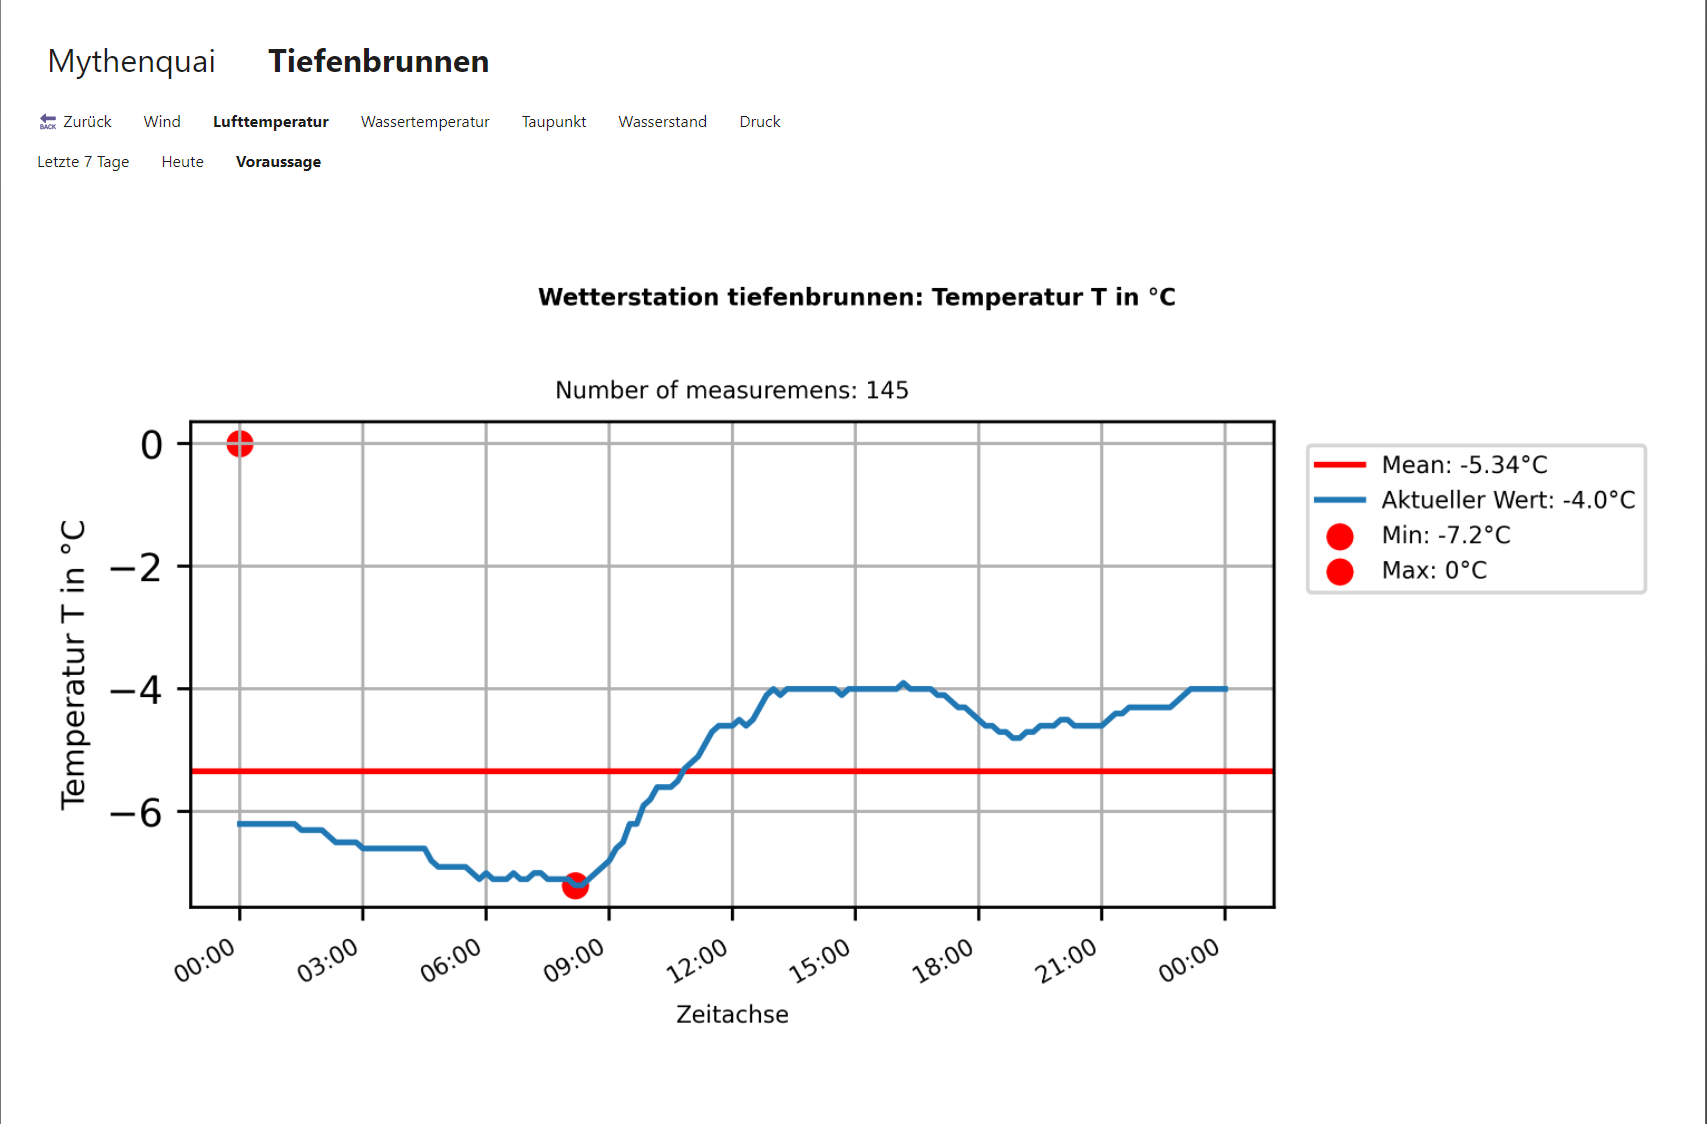 Mythenquai Tiefenbrunnen
BACK Zurück Wind Lufttemperatur Wassertemperatur Taupunkt Wasserstand Druck
Letzte 7 Tage Heute Voraussage
Wetterstation tiefenbrunnen: Temperatur T in °C
Number of measuremens: 145
0
−2
−4
−6
Temperatur T in °C
Mean: -5.34°C
Aktueller Wert: -4.0°C
Min: -7.2°C
Max: 0°C
00:00 03:00 06:00 09:00 12:00 15:00 18:00 21:00 00:00
Zeitachse